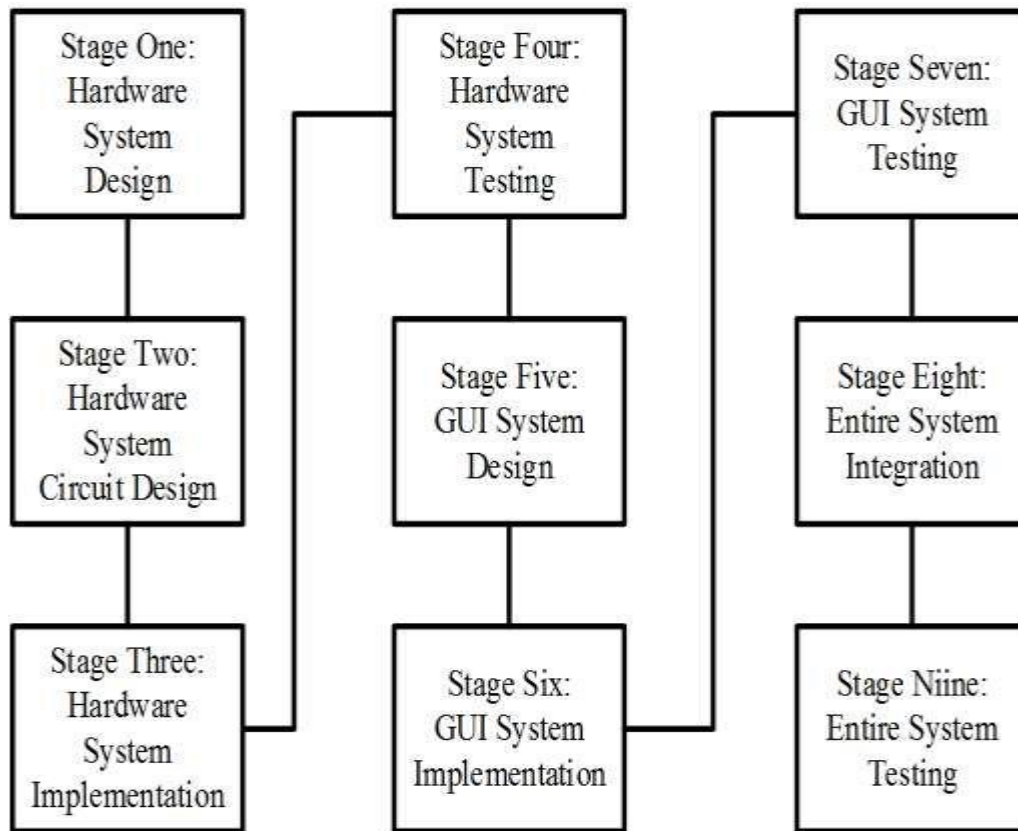 Stage One:
Hardware
System
Design
Stage Two:
Hardware
System
Circuit Design
Stage Three:
Hardware
System
Implementation
Stage Four:
Hardware
System
Testing
Stage Five:
GUI System
Design
Stage Six:
GUI System
Implementation
Stage Seven:
GUI System
Testing
Stage Eight:
Entire System
Integration
Stage Niine:
Entire System
Testing